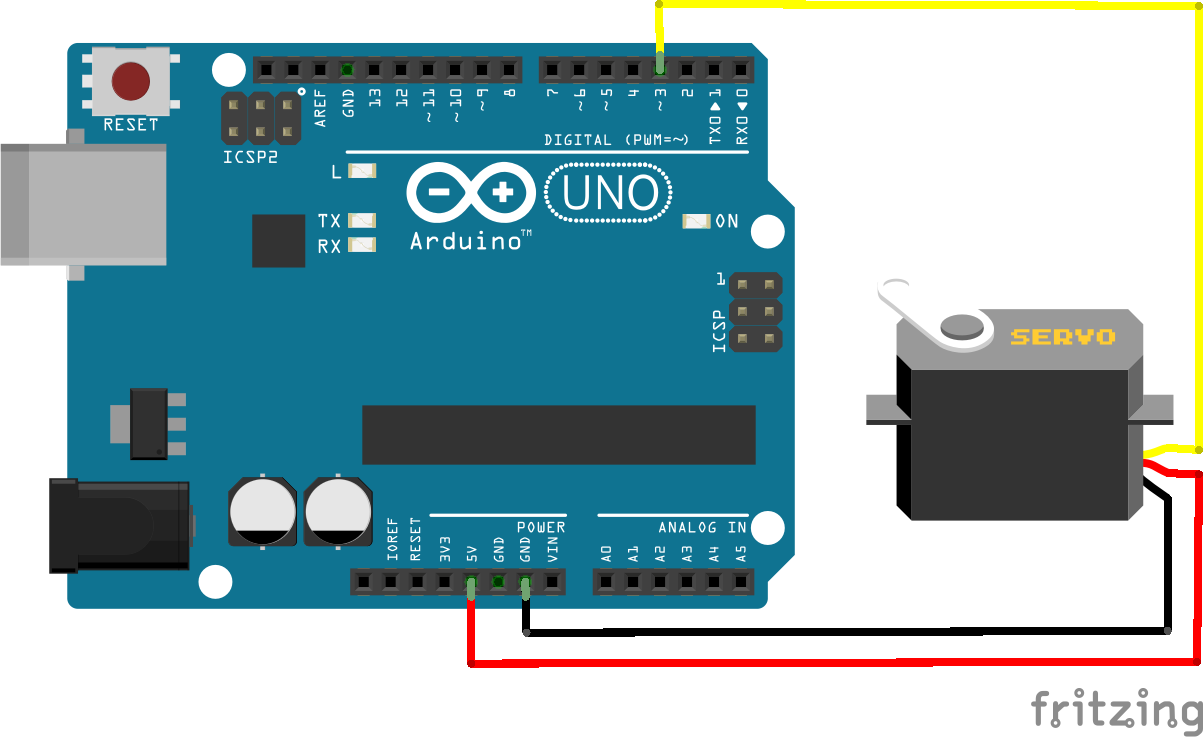 RESET
ICSP2
AREF
GND
13
12
~11
~10
~9
8
7
~6
~5
4
~3
2
TX0▶1
RX0◀0
DIGITAL (PWM=~)
L
TX
RX
UNO
Arduino™
ON
1
ICSP
SERVO
IOREF
RESET
3V3
5V
GND
GND
VIN
POWER
ANALOG IN
A0
A1
A2
A3
A4
A5
fritzing